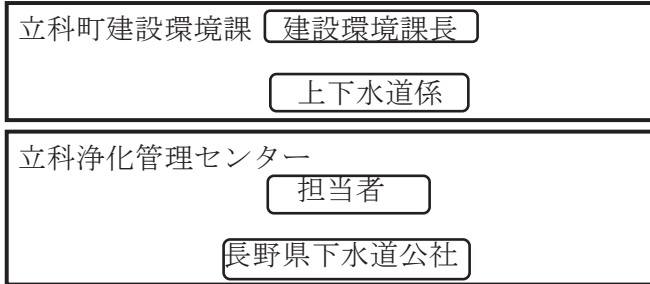 立科町建設環境課 建設環境課長
上下水道係
立科浄化管理センター
担当者
長野県下水道公社